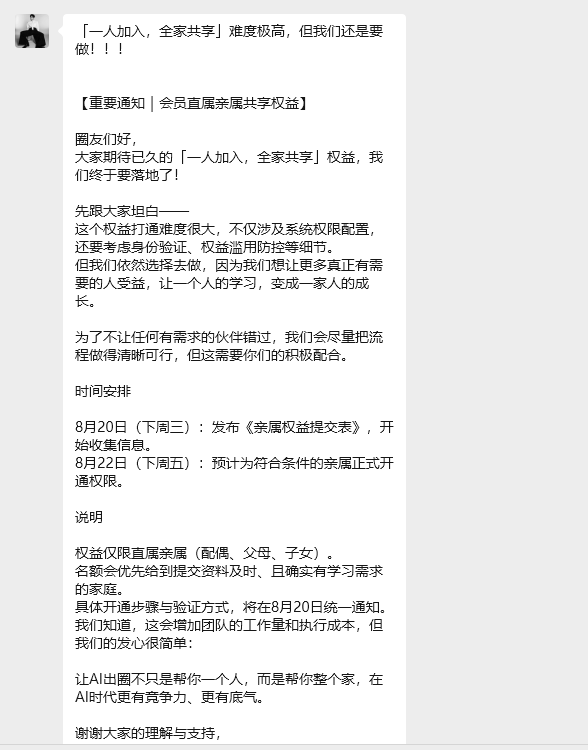 「一人加入，全家共享」难度极高，但我们还是要
做！！！
【重要通知｜会员直属亲属共享权益】
圈友们好，
大家期待已久的「一人加入，全家共享」权益，我
们终于要落地了！
先跟大家坦白——
这个权益打通难度很大，不仅涉及系统权限配置，
还要考虑身份验证、权益滥用防控等细节。
但我们依然选择去做，因为我们想让更多真正有需
要的人受益，让一个人的学习，变成一家人的成
长。
为了不让任何有需求的伙伴错过，我们会尽量把流
程做得清晰可行，但这需要你们的积极配合。
时间安排
8月20日（下周三）：发布《亲属权益提交表》，开
始收集信息。
8月22日（下周五）：预计为符合条件的亲属正式开
通权限。
说明
权益仅限直属亲属（配偶、父母、子女）。
名额会优先给到提交资料及时、且确实有学习需求
的家庭。
具体开通步骤与验证方式，将在8月20日统一通知。
我们知道，这会增加团队的工作量和执行成本，但
我们的发心很简单：
让AI出圈不只是帮你一个人，而是帮你整个家，在
AI时代更有竞争力、更有底气。
谢谢大家的理解与支持，